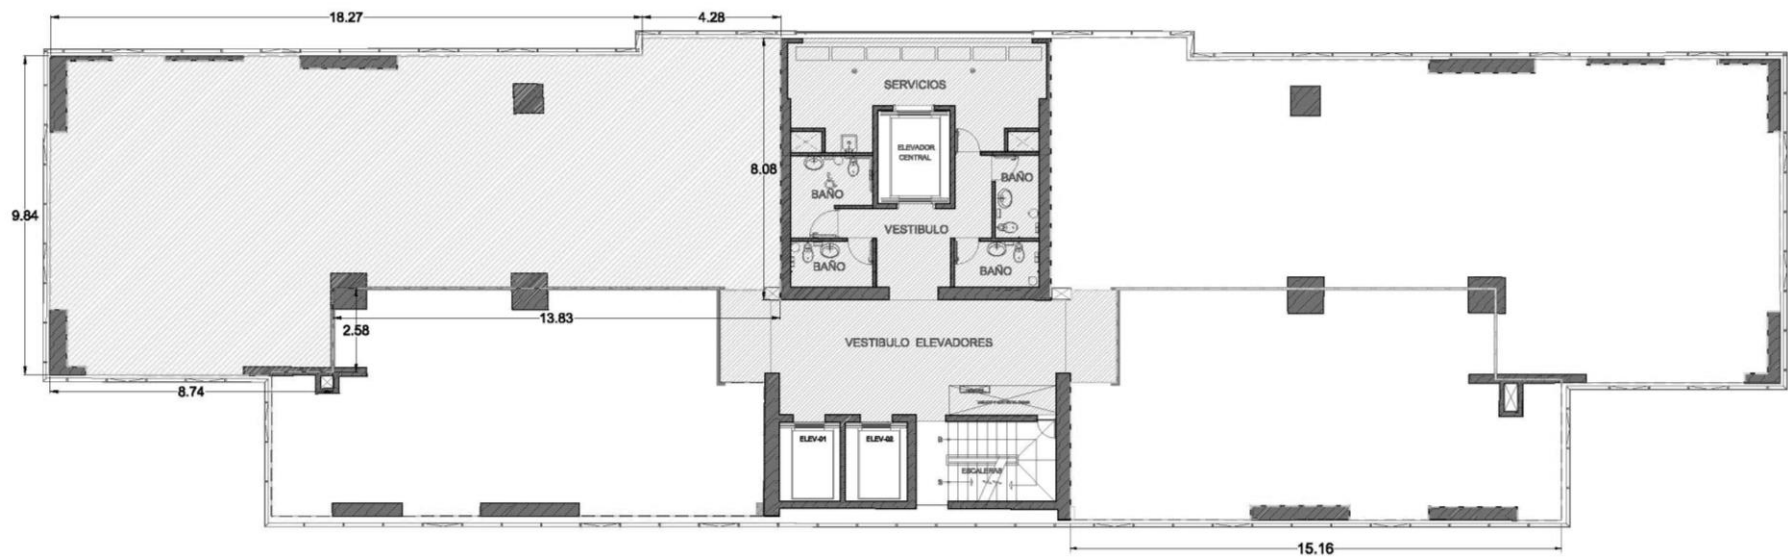 18.27
4.28
SERVICIOS
ELEVADOR
CENTRAL
8.08
BAÑO
BAÑO
9.84
VESTIBULO
BAÑO
BAÑO
13.83
2.58
VESTIBULO ELEVADORES
8.74
ELEV-01
ELEV-02
ESCALERAS
15.16